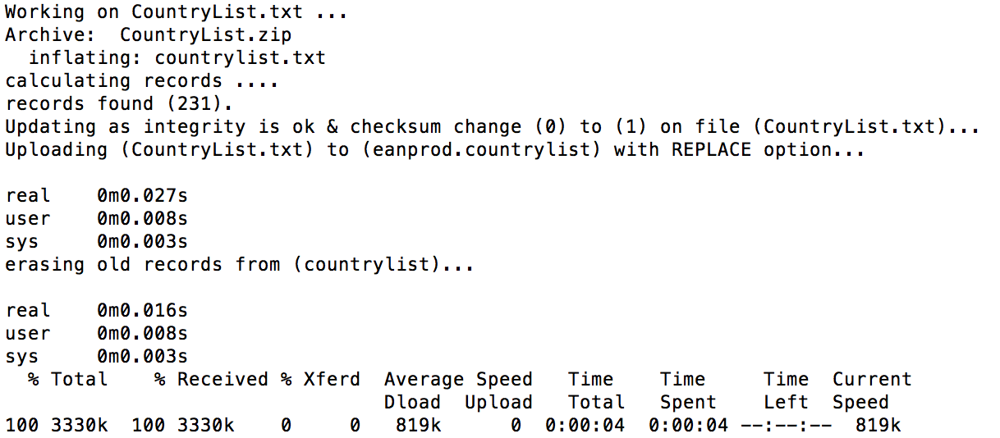 Working on CountryList.txt ...
Archive:  CountryList.zip
  inflating: countrylist.txt
calculating records ....
records found (231).
Updating as integrity is ok & checksum change (0) to (1) on file (CountryList.txt)...
Uploading (CountryList.txt) to (eanprod.countrylist) with REPLACE option...

real    0m0.027s
user    0m0.008s
sys     0m0.003s
erasing old records from (countrylist)...

real    0m0.016s
user    0m0.008s
sys     0m0.003s
  % Total    % Received % Xferd  Average Speed   Time    Time     Time  Current
                                 Dload  Upload   Total   Spent    Left  Speed
100 3330k  100 3330k    0     0   819k      0  0:00:04  0:00:04 --:--:--  819k